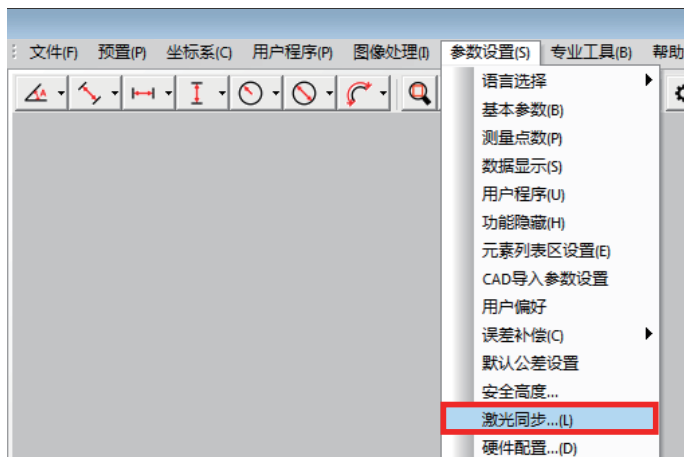 文件(F) 预置(P) 坐标系(C) 用户程序(P) 图像处理(I) 参数设置(S) 专业工具(B) 帮助
语言选择
基本参数(B)
测量点数(P)
数据显示(S)
用户程序(U)
功能隐藏(H)
元素列表区设置(E)
CAD导入参数设置
用户偏好
误差补偿(C)
默认公差设置
安全高度...
激光同步...(L)
硬件配置...(D)